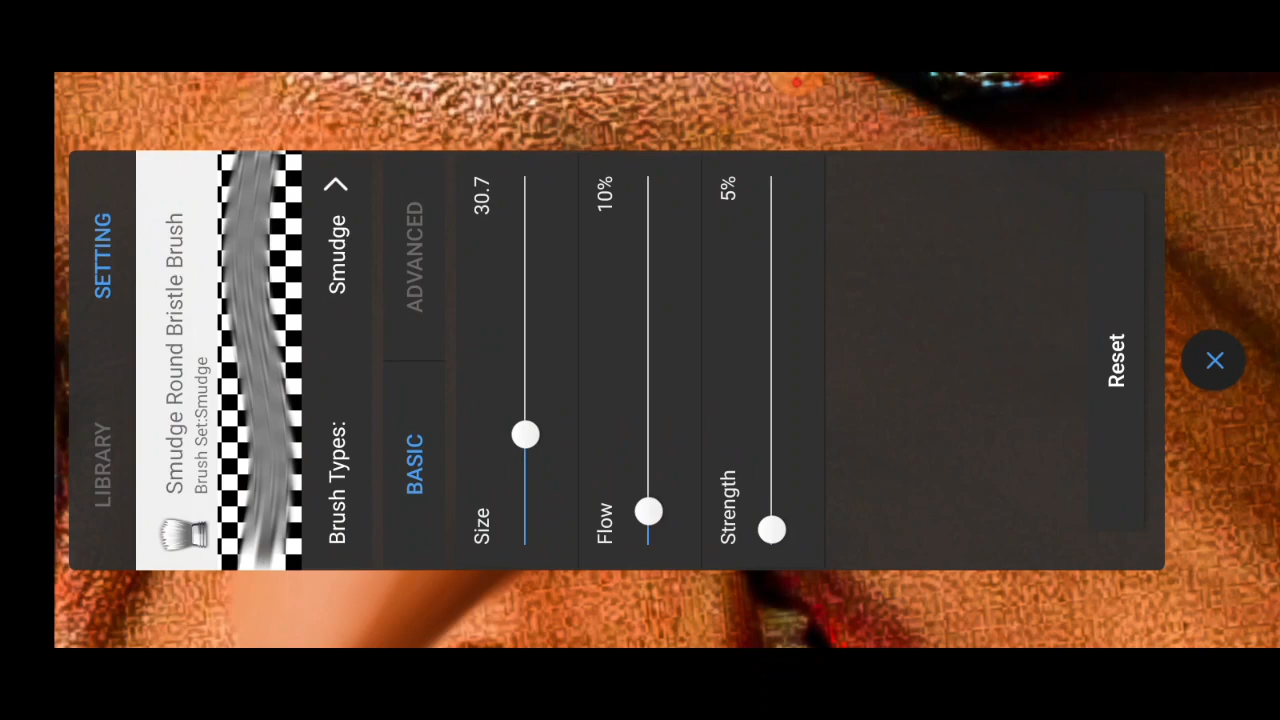 LIBRARY SETTING
Smudge Round Bristle Brush
Brush Set:Smudge
Brush Types: Smudge
BASIC ADVANCED
Size 30.7
Flow 10%
Strength 5%
Reset